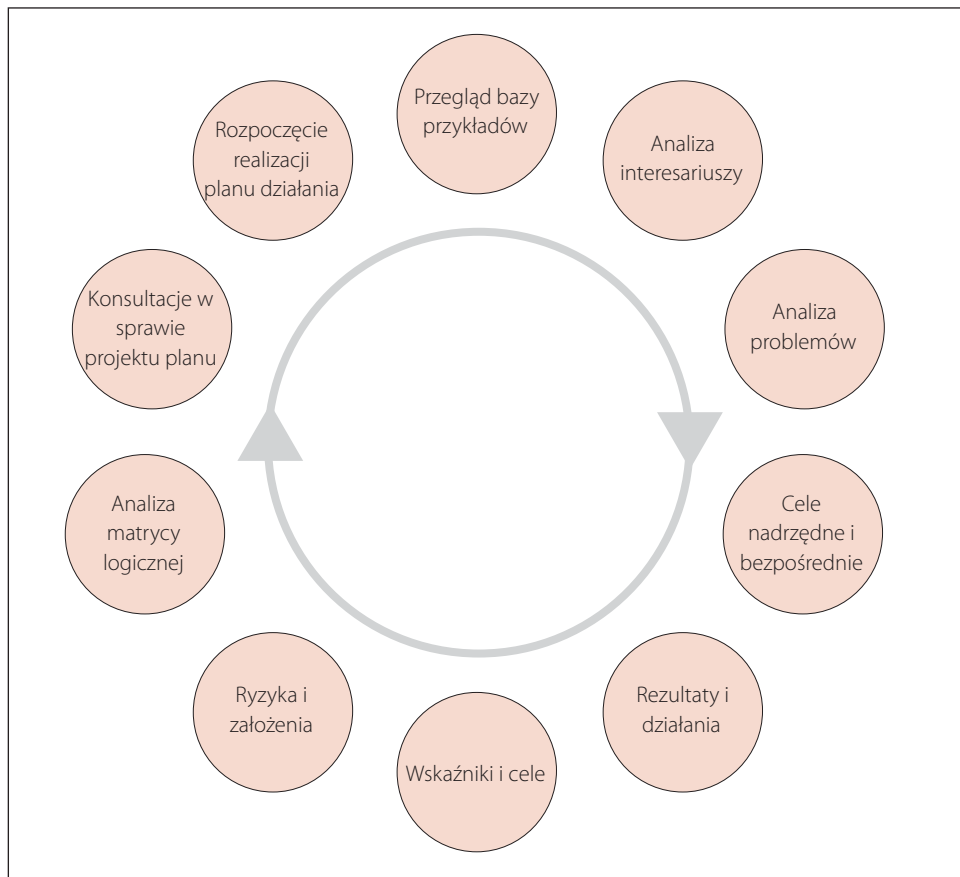 Przegląd bazy
przykładów
Analiza
interesariuszy
Analiza
problemów
Cele
nadrzędne i
bezpośrednie
Rezultaty i
działania
Wskaźniki i cele
Ryzyka i
założenia
Analiza
matrycy
logicznej
Konsultacje w
sprawie
projektu planu
Rozpoczęcie
realizacji
planu działania